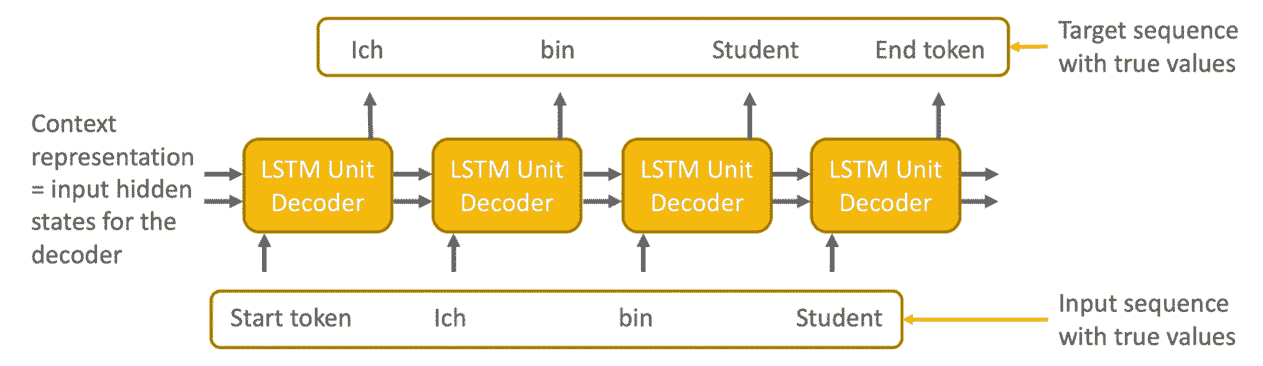 Ich bin Student End token
Target sequence
with true values
Context
representation
= input hidden
states for the
decoder
LSTM Unit
Decoder
LSTM Unit
Decoder
LSTM Unit
Decoder
LSTM Unit
Decoder
Start token Ich bin Student
Input sequence
with true values